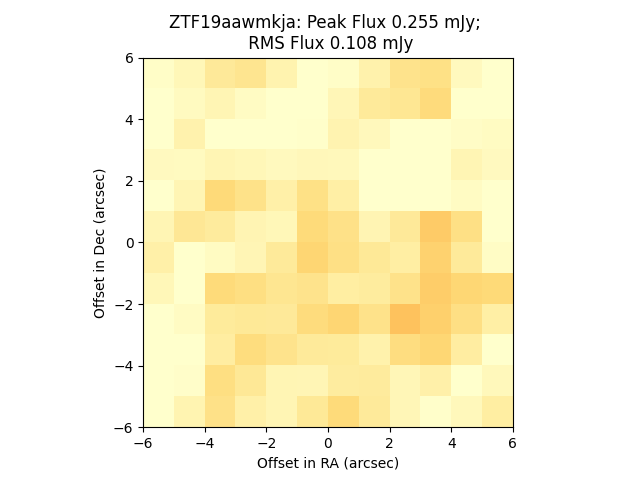 ZTF19aawmkja: Peak Flux 0.255 mJy;
RMS Flux 0.108 mJy
6
4
2
0
−2
−4
−6
Offset in Dec (arcsec)
−6 −4 −2 0 2 4 6
Offset in RA (arcsec)